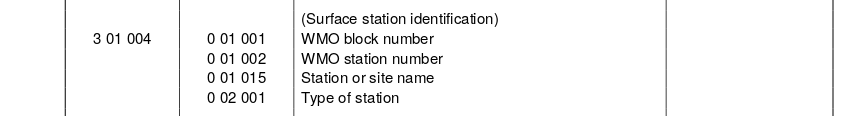 (Surface station identification)
3 01 004 0 01 001 WMO block number
0 01 002 WMO station number
0 01 015 Station or site name
0 02 001 Type of station